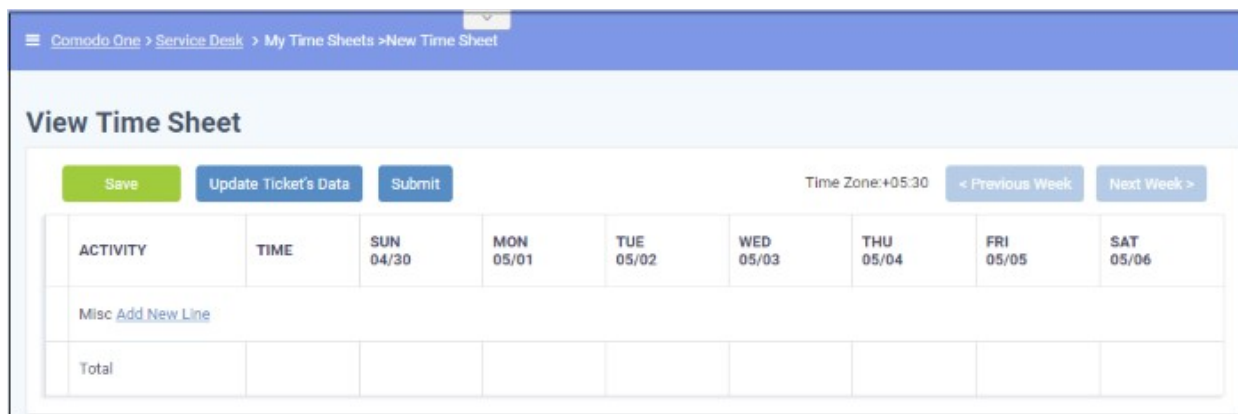 Comodo One > Service Desk > My Time Sheets >New Time Sheet
View Time Sheet
Save Update Ticket's Data Submit Time Zone:+05:30 < Previous Week Next Week >
ACTIVITY TIME SUN MON TUE WED THU FRI SAT
04/30 05/01 05/02 05/03 05/04 05/05 05/06
Misc Add New Line
Total